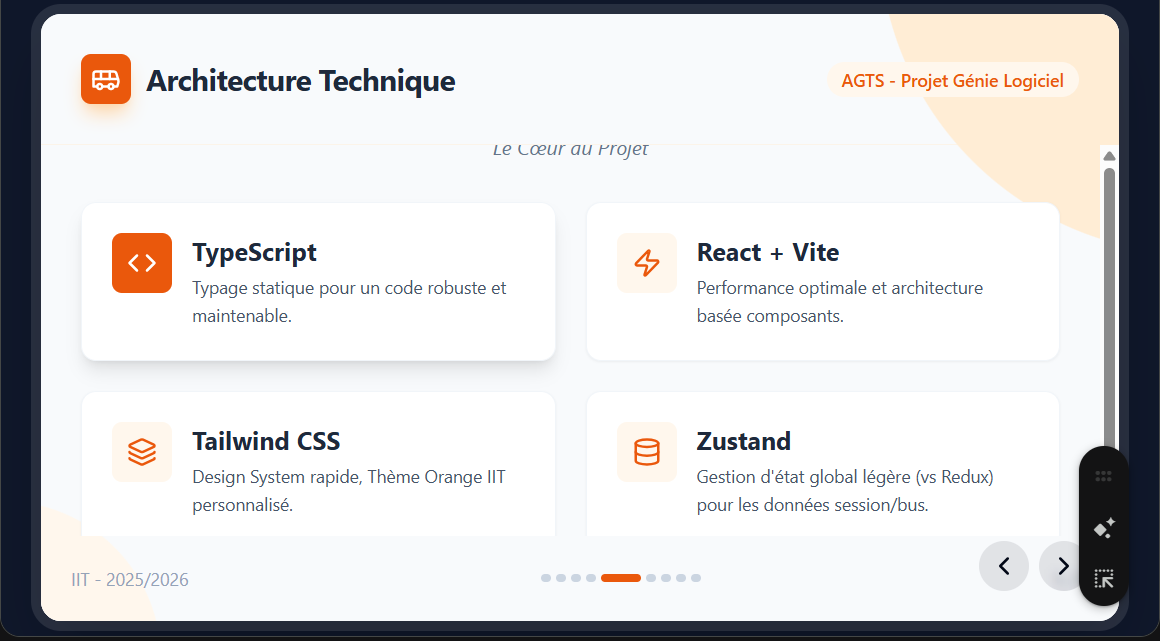 Architecture Technique
AGTS - Projet Génie Logiciel
Le Cœur du Projet
TypeScript
Typage statique pour un code robuste et
maintenable.
React + Vite
Performance optimale et architecture
basée composants.
Tailwind CSS
Design System rapide, Thème Orange IIT
personnalisé.
Zustand
Gestion d'état global légère (vs Redux)
pour les données session/bus.
IIT - 2025/2026